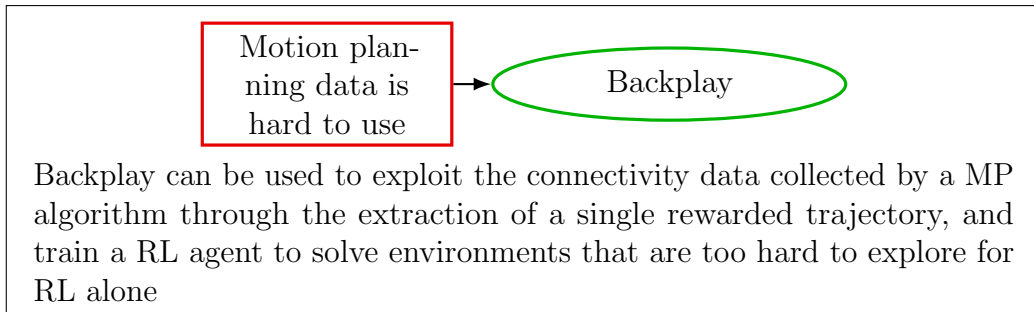 Motion plan-
ning data is
hard to use
Backplay
Backplay can be used to exploit the connectivity data collected by a MP
algorithm through the extraction of a single rewarded trajectory, and
train a RL agent to solve environments that are too hard to explore for
RL alone